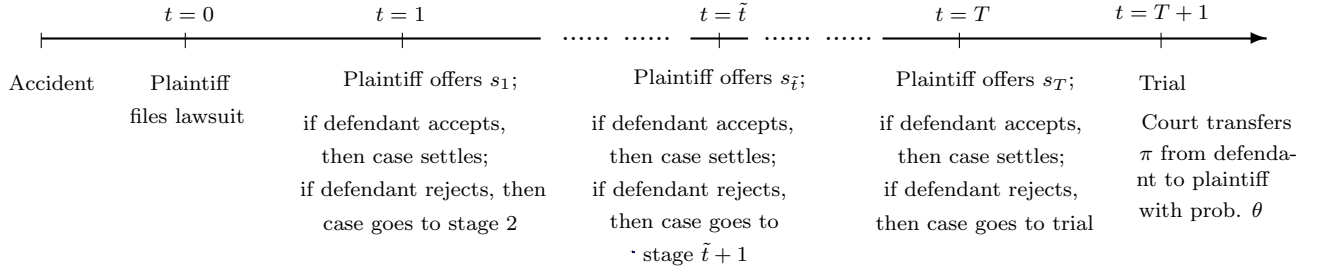 t = 0 t = 1 t = t̃ t = T t = T + 1
Accident
Plaintiff
files lawsuit
Plaintiff offers s₁;
if defendant accepts,
then case settles;
if defendant rejects, then
case goes to stage 2
Plaintiff offers s_t̃;
if defendant accepts,
then case settles;
if defendant rejects,
then case goes to
stage t̃ + 1
Plaintiff offers s_T;
if defendant accepts,
then case settles;
if defendant rejects,
then case goes to trial
Trial
Court transfers
π from defenda-
nt to plaintiff
with prob. θ